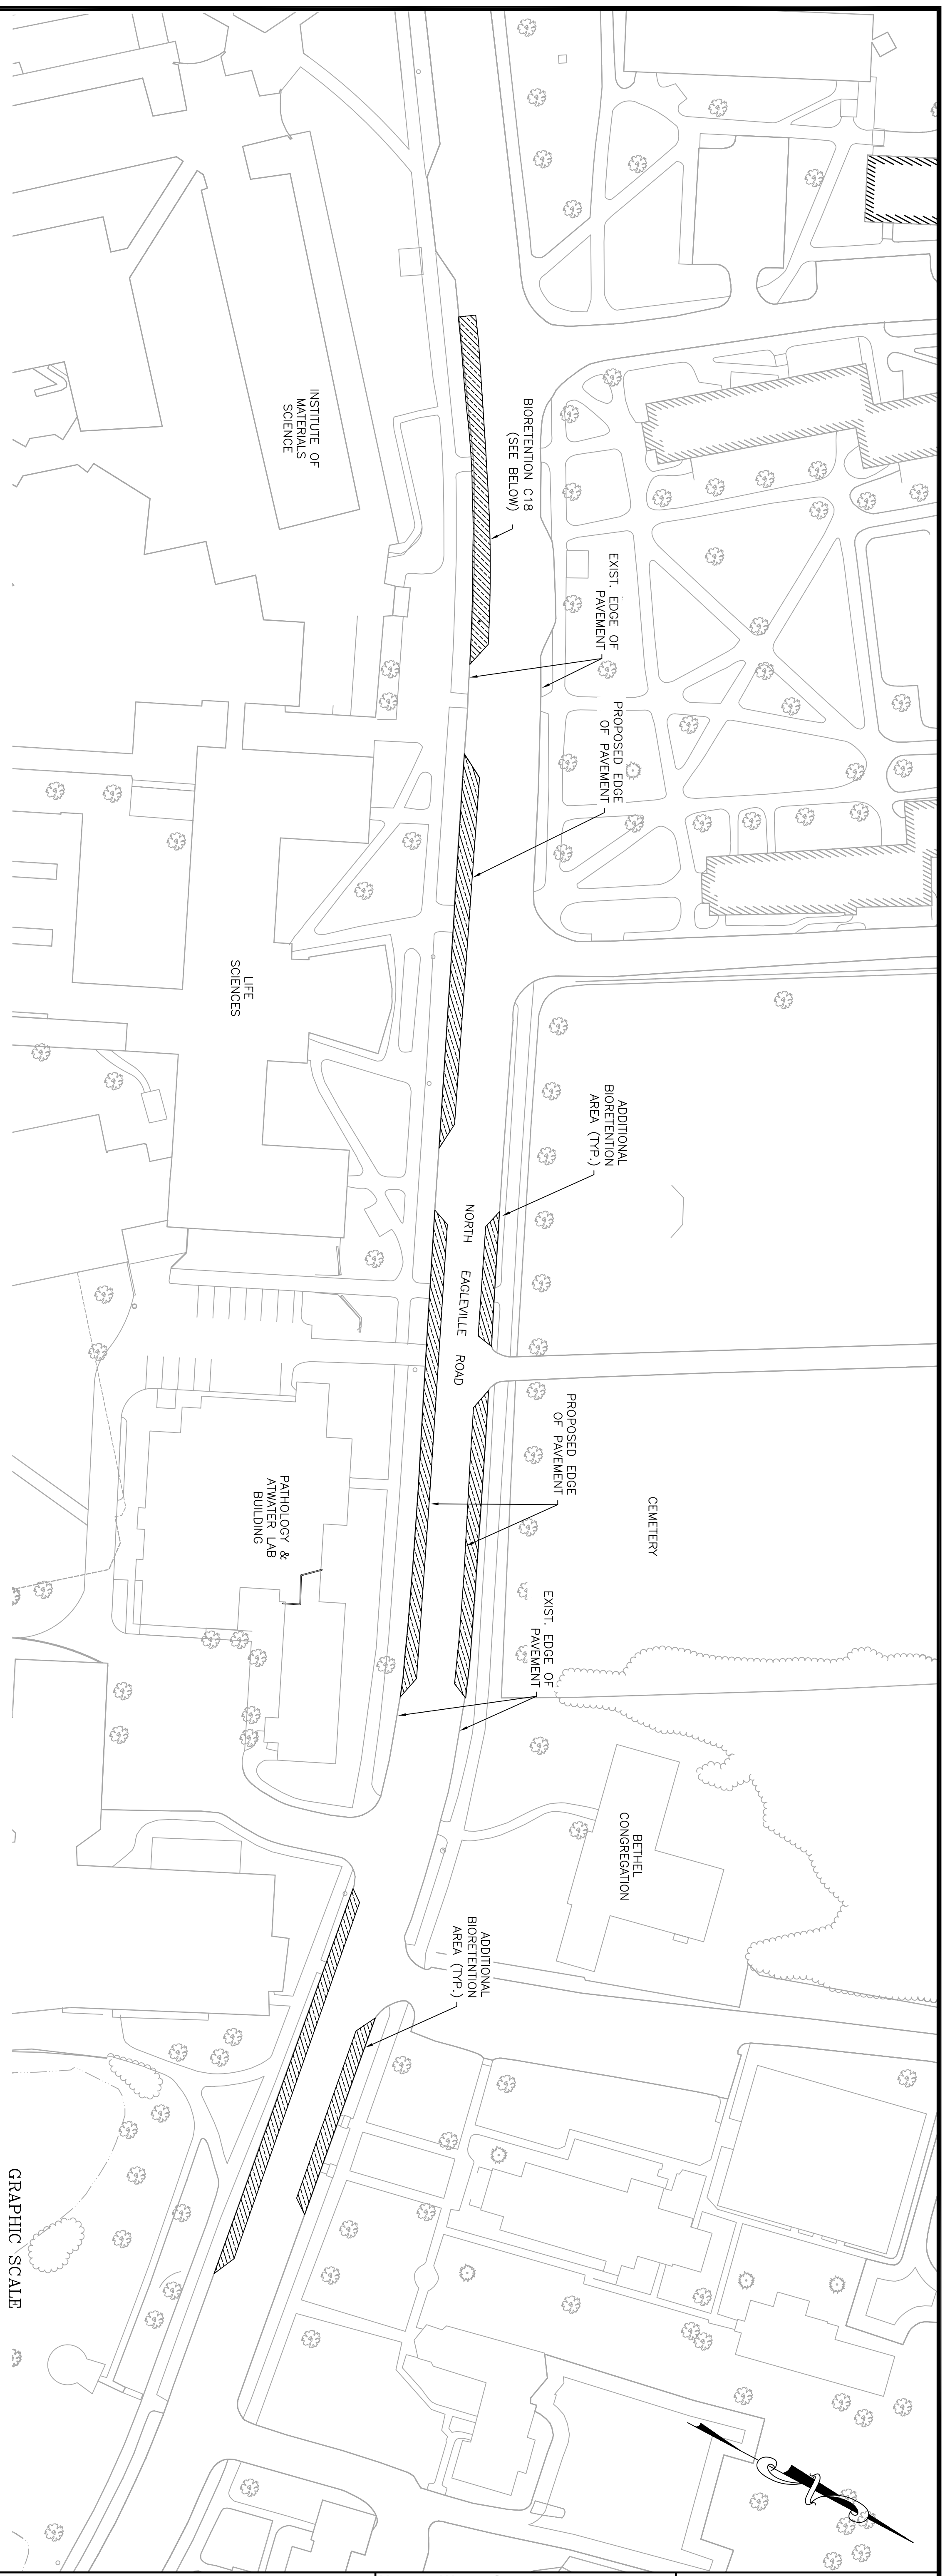 INSTITUTE OF
MATERIALS
SCIENCE
BIORETENTION C18
(SEE BELOW)
EXIST. EDGE OF
PAVEMENT
PROPOSED EDGE
OF PAVEMENT
LIFE
SCIENCES
ADDITIONAL
BIORETENTION
AREA (TYP.)
NORTH EAGLEVILLE ROAD
PROPOSED EDGE
OF PAVEMENT
CEMETERY
PATHOLOGY &
ATWATER LAB
BUILDING
EXIST. EDGE OF
PAVEMENT
BETHEL
CONGREGATION
ADDITIONAL
BIORETENTION
AREA (TYP.)
GRAPHIC SCALE